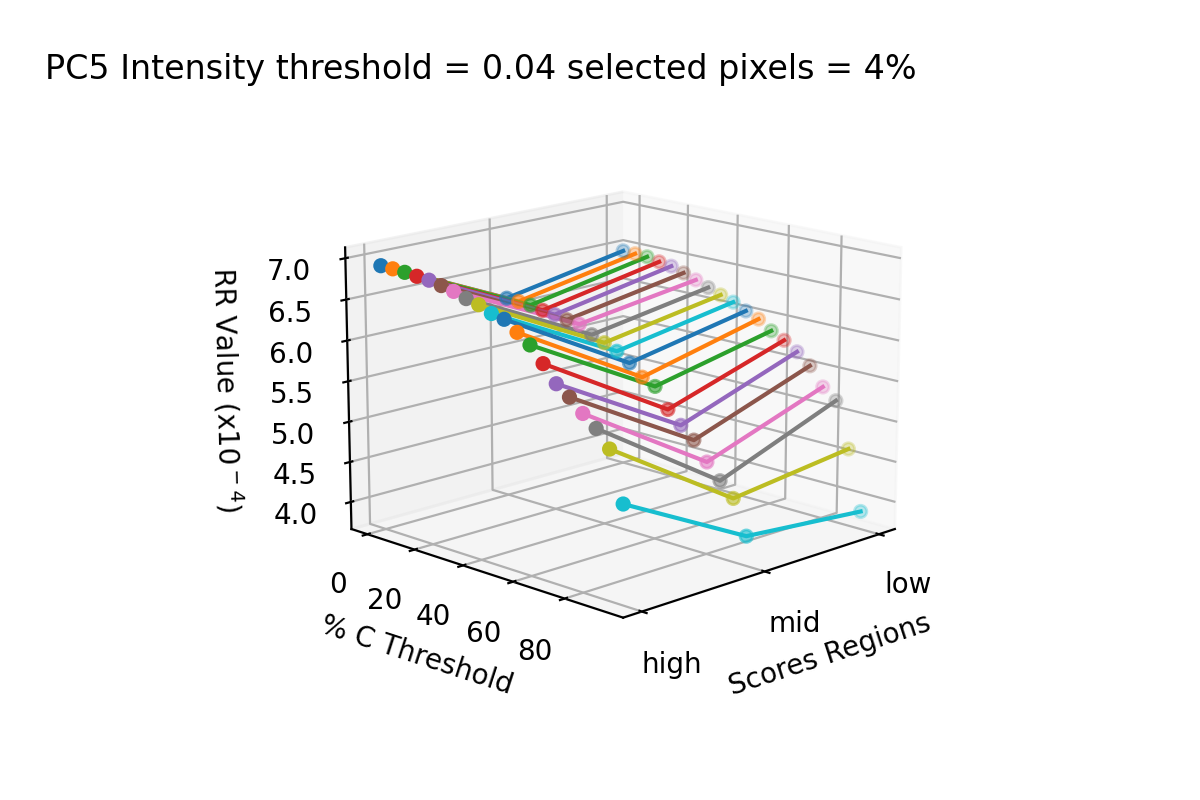 PC5 Intensity threshold = 0.04 selected pixels = 4%
RR Value (x10⁻⁴)
7.0
6.5
6.0
5.5
5.0
4.5
4.0
0
20
40
60
80
% C Threshold
high
mid
low
Scores Regions